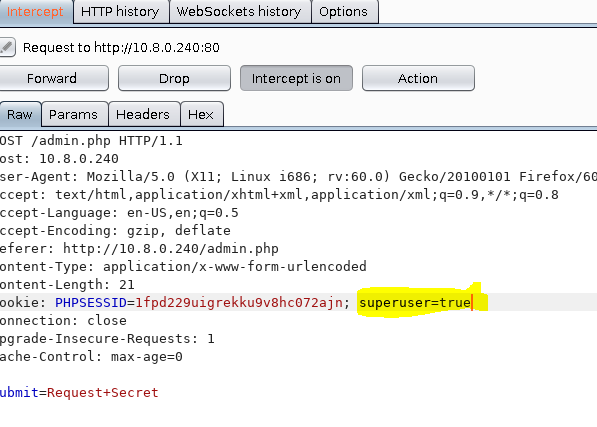 Intercept HTTP history WebSockets history Options
Request to http://10.8.0.240:80
Forward Drop Intercept is on Action
Raw Params Headers Hex
OST /admin.php HTTP/1.1
ost: 10.8.0.240
ser-Agent: Mozilla/5.0 (X11; Linux i686; rv:60.0) Gecko/20100101 Firefox/60
ccept: text/html,application/xhtml+xml,application/xml;q=0.9,*/*;q=0.8
ccept-Language: en-US,en;q=0.5
ccept-Encoding: gzip, deflate
eferer: http://10.8.0.240/admin.php
ontent-Type: application/x-www-form-urlencoded
ontent-Length: 21
ookie: PHPSESSID=1fpd229uigrekku9v8hc072ajn; superuser=true
onnection: close
pgrade-Insecure-Requests: 1
ache-Control: max-age=0
ubmit=Request+Secret